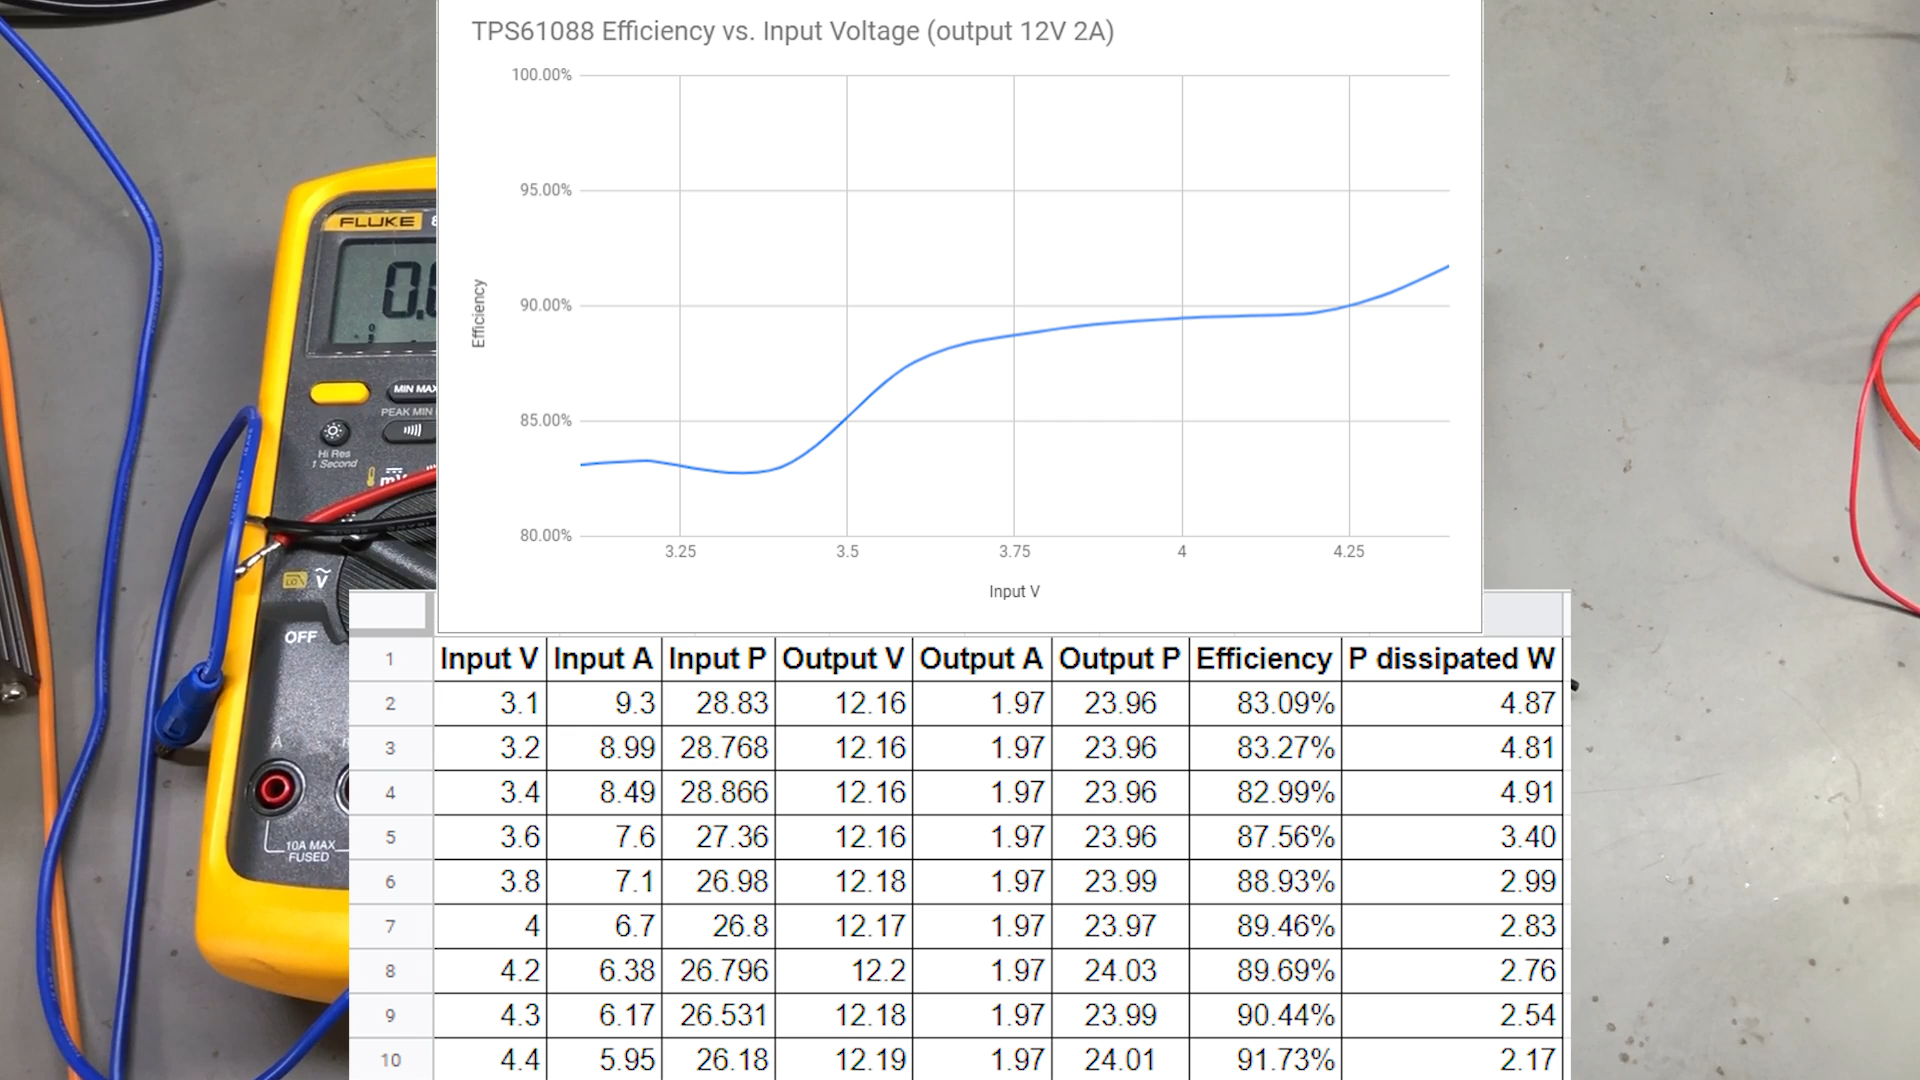 TPS61088 Efficiency vs. Input Voltage (output 12V 2A)
100.00%
95.00%
90.00%
85.00%
80.00%
Efficiency
3.25 3.5 3.75 4 4.25
Input V
FLUKE
MIN MAX
PEAK MIN
Hi Res
1 Second
OFF
A
10A MAX
FUSED
1 Input V Input A Input P Output V Output A Output P Efficiency P dissipated W
2 3.1 9.3 28.83 12.16 1.97 23.96 83.09% 4.87
3 3.2 8.99 28.768 12.16 1.97 23.96 83.27% 4.81
4 3.4 8.49 28.866 12.16 1.97 23.96 82.99% 4.91
5 3.6 7.6 27.36 12.16 1.97 23.96 87.56% 3.40
6 3.8 7.1 26.98 12.18 1.97 23.99 88.93% 2.99
7 4 6.7 26.8 12.17 1.97 23.97 89.46% 2.83
8 4.2 6.38 26.796 12.2 1.97 24.03 89.69% 2.76
9 4.3 6.17 26.531 12.18 1.97 23.99 90.44% 2.54
10 4.4 5.95 26.18 12.19 1.97 24.01 91.73% 2.17